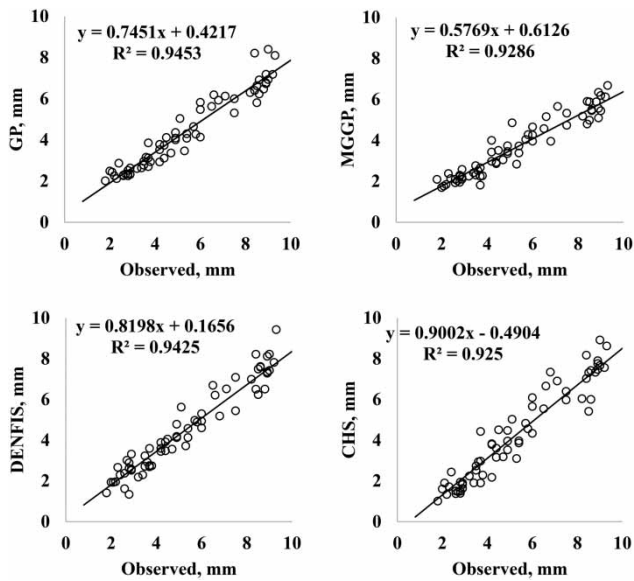 y = 0.7451x + 0.4217
R² = 0.9453
GP, mm
10
8
6
4
2
0
0 2 4 6 8 10
Observed, mm
y = 0.5769x + 0.6126
R² = 0.9286
MGGP, mm
10
8
6
4
2
0
0 2 4 6 8 10
Observed, mm
y = 0.8198x + 0.1656
R² = 0.9425
DENFIS, mm
10
8
6
4
2
0
0 2 4 6 8 10
Observed, mm
y = 0.9002x - 0.4904
R² = 0.925
CHS, mm
10
8
6
4
2
0
0 2 4 6 8 10
Observed, mm